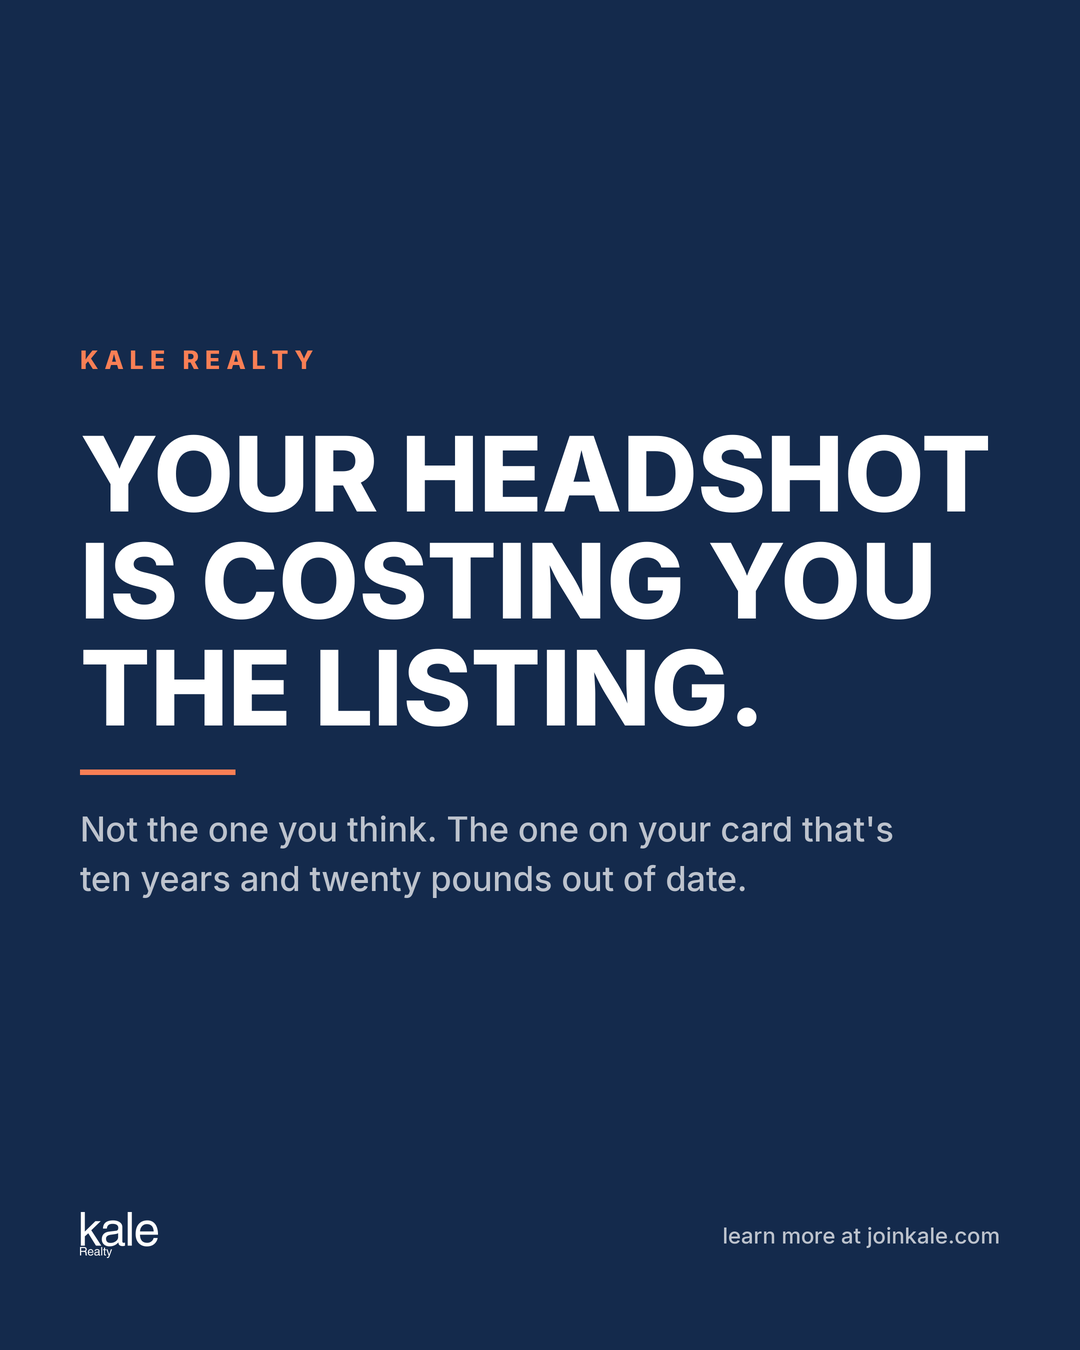 KALE REALTY
YOUR HEADSHOT
IS COSTING YOU
THE LISTING.
Not the one you think. The one on your card that's
ten years and twenty pounds out of date.
kale
Realty
learn more at joinkale.com